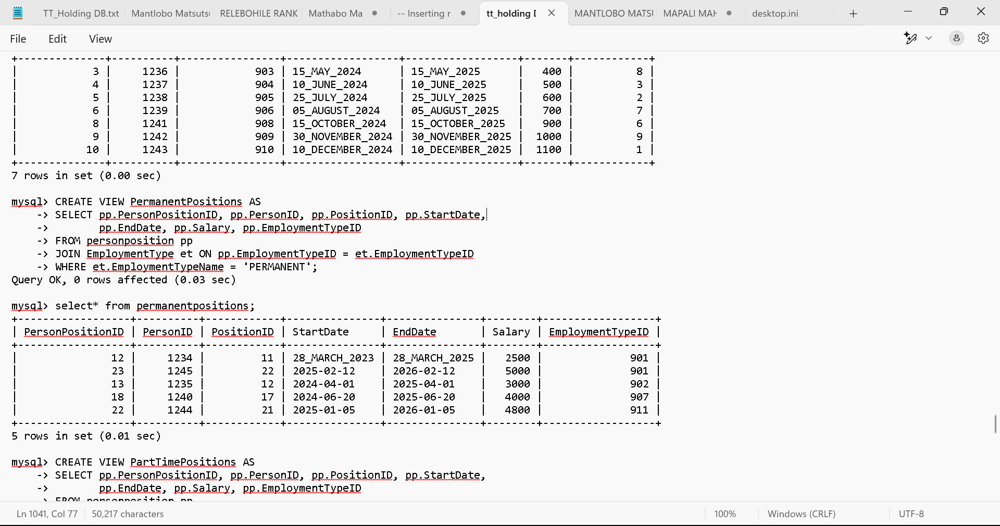 TT_Holding DB.txt Mantlobo Matsuts RELEBOHILE RANK Mathabo Ma -- Inserting r tt_holding MANTLOBO MATSU MAPALI MAH desktop.ini
File Edit View
+--------------+----------+----------------+------------------+------------------+-------+------------+
| 3 | 1236 | 903 | 15_MAY_2024 | 15_MAY_2025 | 400 | 8 |
| 4 | 1237 | 904 | 10_JUNE_2024 | 10_JUNE_2025 | 500 | 3 |
| 5 | 1238 | 905 | 25_JULY_2024 | 25_JULY_2025 | 600 | 2 |
| 6 | 1239 | 906 | 05_AUGUST_2024 | 05_AUGUST_2025 | 700 | 7 |
| 8 | 1241 | 908 | 15_OCTOBER_2024 | 15_OCTOBER_2025 | 900 | 6 |
| 9 | 1242 | 909 | 30_NOVEMBER_2024 | 30_NOVEMBER_2025 | 1000 | 9 |
| 10 | 1243 | 910 | 10_DECEMBER_2024 | 10_DECEMBER_2025 | 1100 | 1 |
+--------------+----------+----------------+------------------+------------------+-------+------------+
7 rows in set (0.00 sec)
mysql> CREATE VIEW PermanentPositions AS
-> SELECT pp.PersonPositionID, pp.PersonID, pp.PositionID, pp.StartDate,
-> pp.EndDate, pp.Salary, pp.EmploymentTypeID
-> FROM personposition pp
-> JOIN EmploymentType et ON pp.EmploymentTypeID = et.EmploymentTypeID
-> WHERE et.EmploymentTypeName = 'PERMANENT';
Query OK, 0 rows affected (0.03 sec)
mysql> select* from permanentpositions;
+------------------+----------+------------+---------------+---------------+--------+------------------+
| PersonPositionID | PersonID | PositionID | StartDate | EndDate | Salary | EmploymentTypeID |
+------------------+----------+------------+---------------+---------------+--------+------------------+
| 12 | 1234 | 11 | 28_MARCH_2023 | 28_MARCH_2025 | 2500 | 901 |
| 23 | 1245 | 22 | 2025-02-12 | 2026-02-12 | 5000 | 901 |
| 13 | 1235 | 12 | 2024-04-01 | 2025-04-01 | 3000 | 902 |
| 18 | 1240 | 17 | 2024-06-20 | 2025-06-20 | 4000 | 907 |
| 22 | 1244 | 21 | 2025-01-05 | 2026-01-05 | 4800 | 911 |
+------------------+----------+------------+---------------+---------------+--------+------------------+
5 rows in set (0.01 sec)
mysql> CREATE VIEW PartTimePositions AS
-> SELECT pp.PersonPositionID, pp.PersonID, pp.PositionID, pp.StartDate,
-> pp.EndDate, pp.Salary, pp.EmploymentTypeID
-> FROM personposition pp
Ln 1041, Col 77 50,217 characters 100% Windows (CRLF) UTF-8